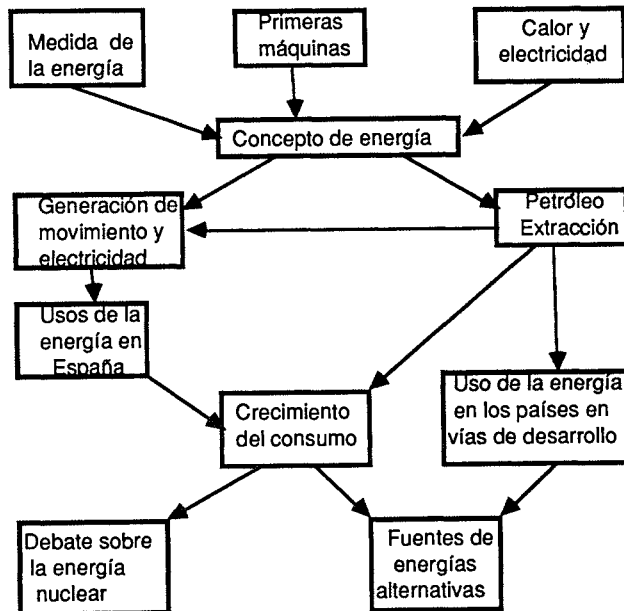 Medida de
la energía
Primeras
máquinas
Calor y
electricidad
Concepto de energía
Generación de
movimiento y
electricidad
Petróleo
Extracción
Usos de la
energía en
España
Crecimiento
del consumo
Uso de la energía
en los países en
vías de desarrollo
Debate sobre
la energía
nuclear
Fuentes de
energías
alternativas